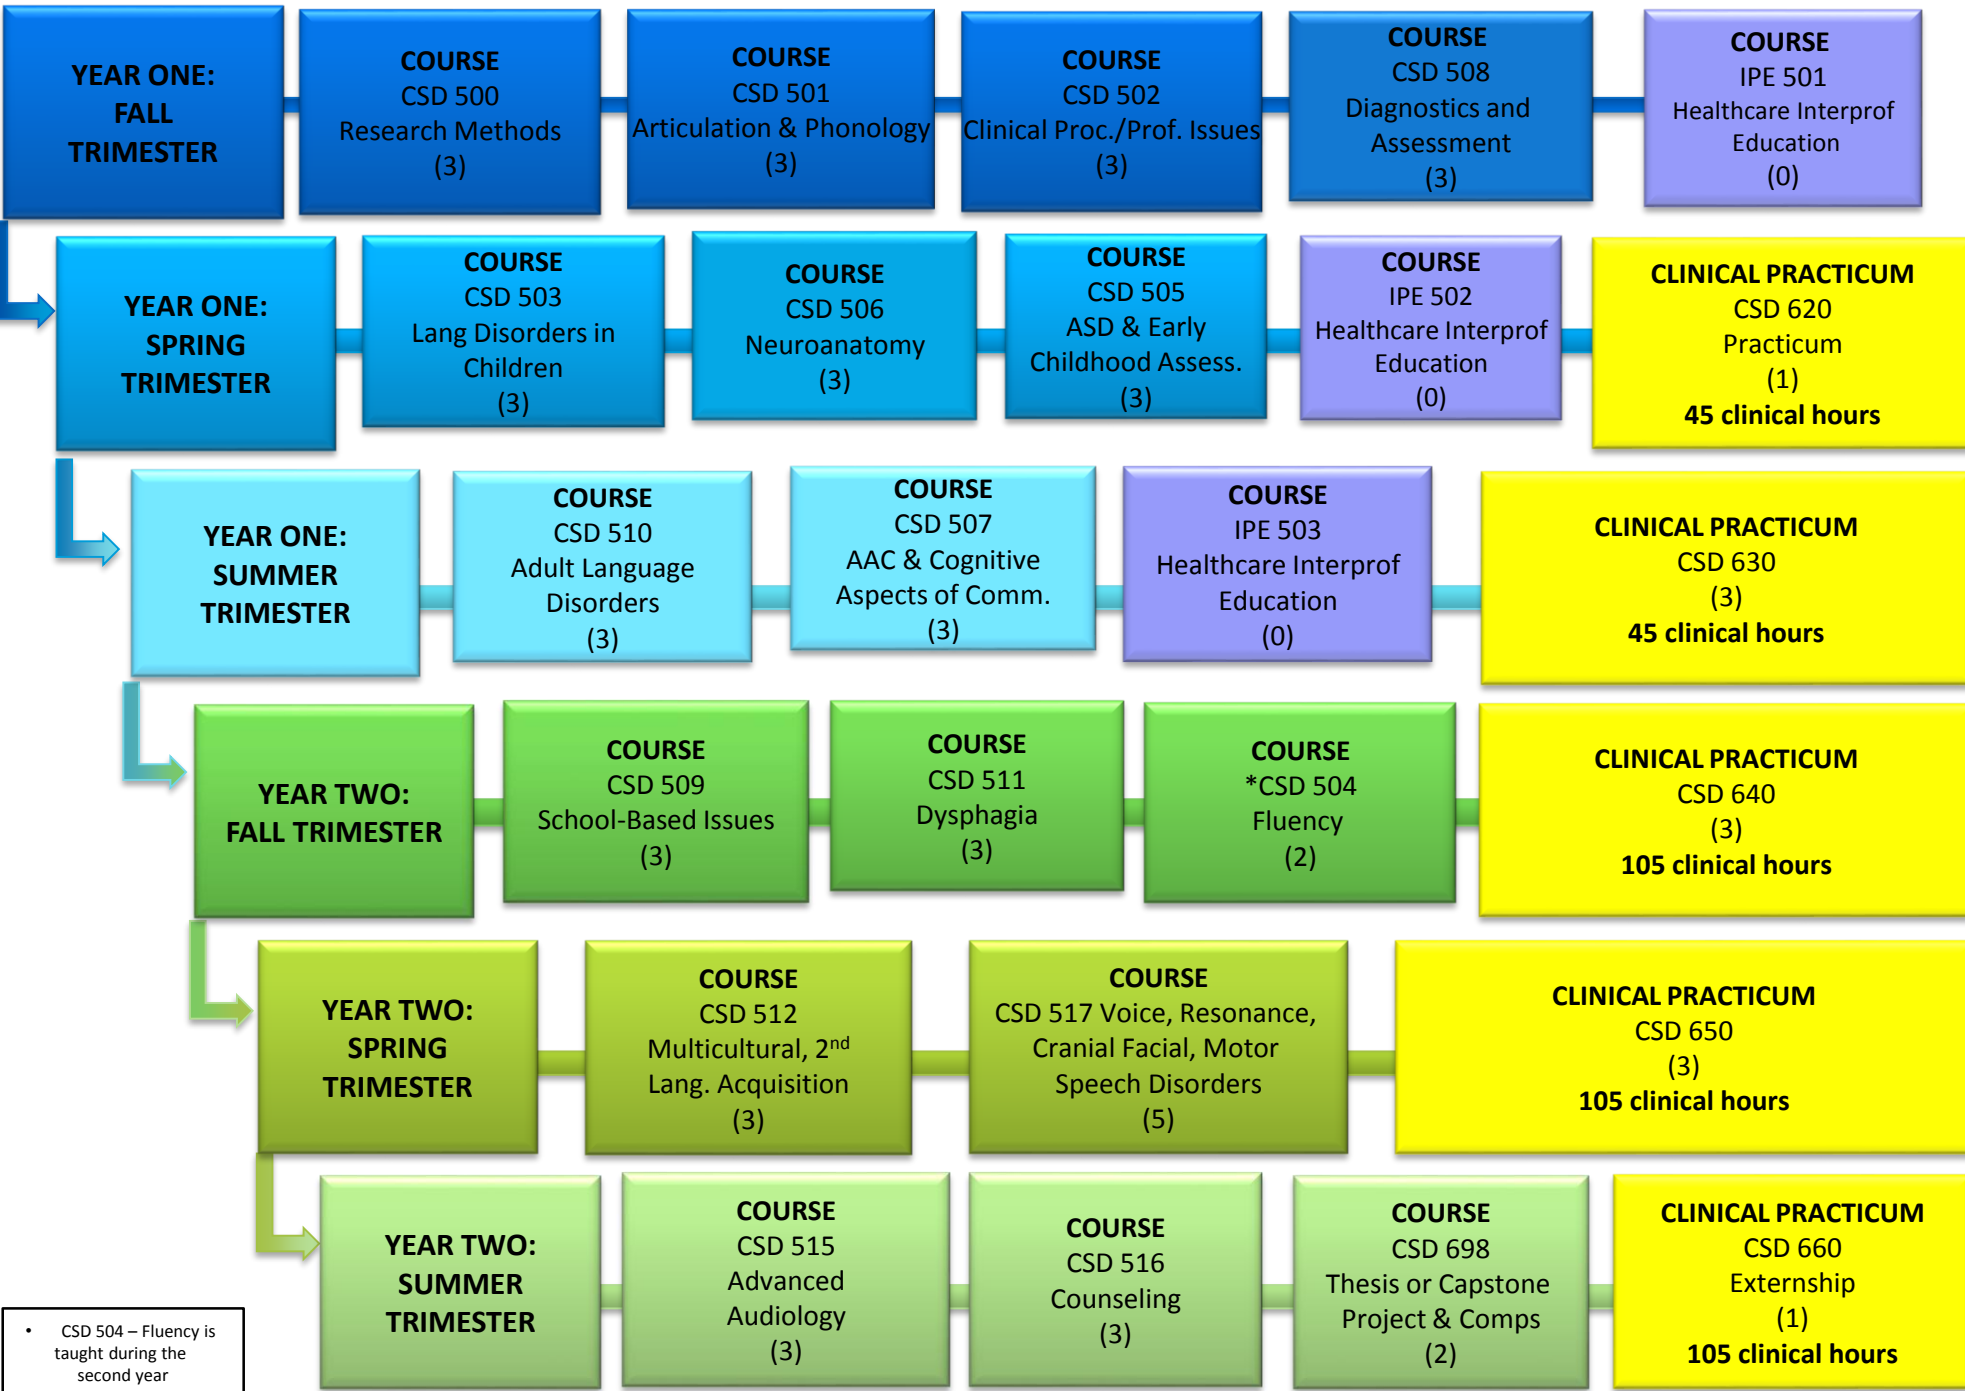 YEAR ONE:
FALL
TRIMESTER
COURSE
CSD 500
Research Methods
(3)
COURSE
CSD 501
Articulation & Phonology
(3)
COURSE
CSD 502
Clinical Proc./Prof. Issues
(3)
COURSE
CSD 508
Diagnostics and
Assessment
(3)
COURSE
IPE 501
Healthcare Interprof
Education
(0)
YEAR ONE:
SPRING
TRIMESTER
COURSE
CSD 503
Lang Disorders in
Children
(3)
COURSE
CSD 506
Neuroanatomy
(3)
COURSE
CSD 505
ASD & Early
Childhood Assess.
(3)
COURSE
IPE 502
Healthcare Interprof
Education
(0)
CLINICAL PRACTICUM
CSD 620
Practicum
(1)
45 clinical hours
YEAR ONE:
SUMMER
TRIMESTER
COURSE
CSD 510
Adult Language
Disorders
(3)
COURSE
CSD 507
AAC & Cognitive
Aspects of Comm.
(3)
COURSE
IPE 503
Healthcare Interprof
Education
(0)
CLINICAL PRACTICUM
CSD 630
(3)
45 clinical hours
YEAR TWO:
FALL TRIMESTER
COURSE
CSD 509
School-Based Issues
(3)
COURSE
CSD 511
Dysphagia
(3)
COURSE
*CSD 504
Fluency
(2)
CLINICAL PRACTICUM
CSD 640
(3)
105 clinical hours
YEAR TWO:
SPRING
TRIMESTER
COURSE
CSD 512
Multicultural, 2nd
Lang. Acquisition
(3)
COURSE
CSD 517 Voice, Resonance,
Cranial Facial, Motor
Speech Disorders
(5)
CLINICAL PRACTICUM
CSD 650
(3)
105 clinical hours
YEAR TWO:
SUMMER
TRIMESTER
COURSE
CSD 515
Advanced
Audiology
(3)
COURSE
CSD 516
Counseling
(3)
COURSE
CSD 698
Thesis or Capstone
Project & Comps
(2)
CLINICAL PRACTICUM
CSD 660
Externship
(1)
105 clinical hours
• CSD 504 – Fluency is
taught during the
second year